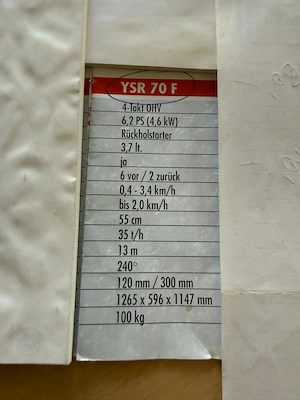 YSR 70 F
4-Takt OHV
6,2 PS (4,6 kW)
Rückholstarter
3,7 lt.
ja
6 vor / 2 zurück
0,4 - 3,4 km/h
bis 2,0 km/h
55 cm
35 t/h
13 m
240°
120 mm / 300 mm
1265 x 596 x 1147 mm
100 kg